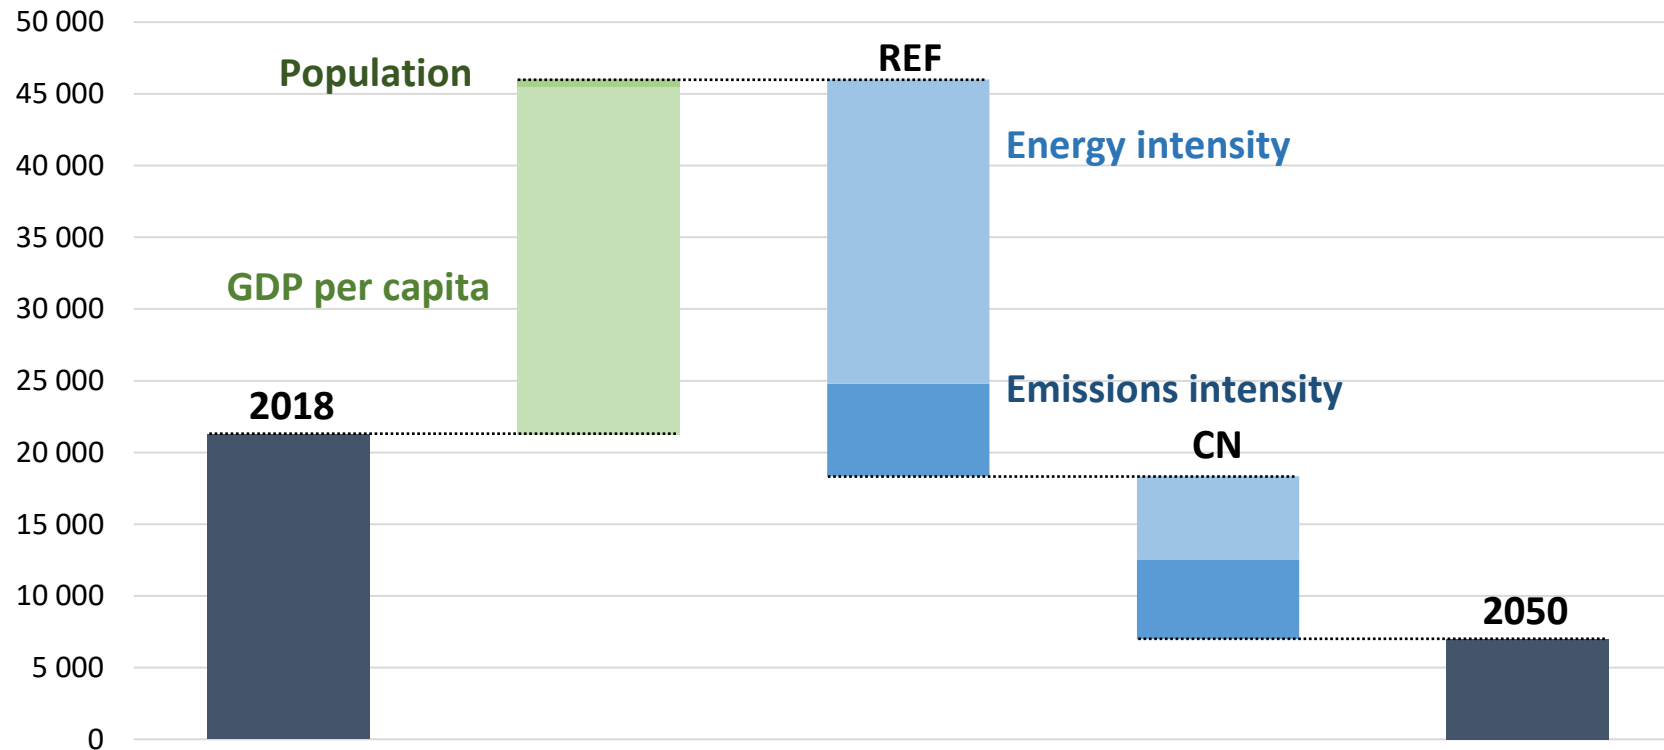 50 000
45 000
40 000
35 000
30 000
25 000
20 000
15 000
10 000
5 000
0
Population
GDP per capita
2018
REF
Energy intensity
Emissions intensity
CN
2050